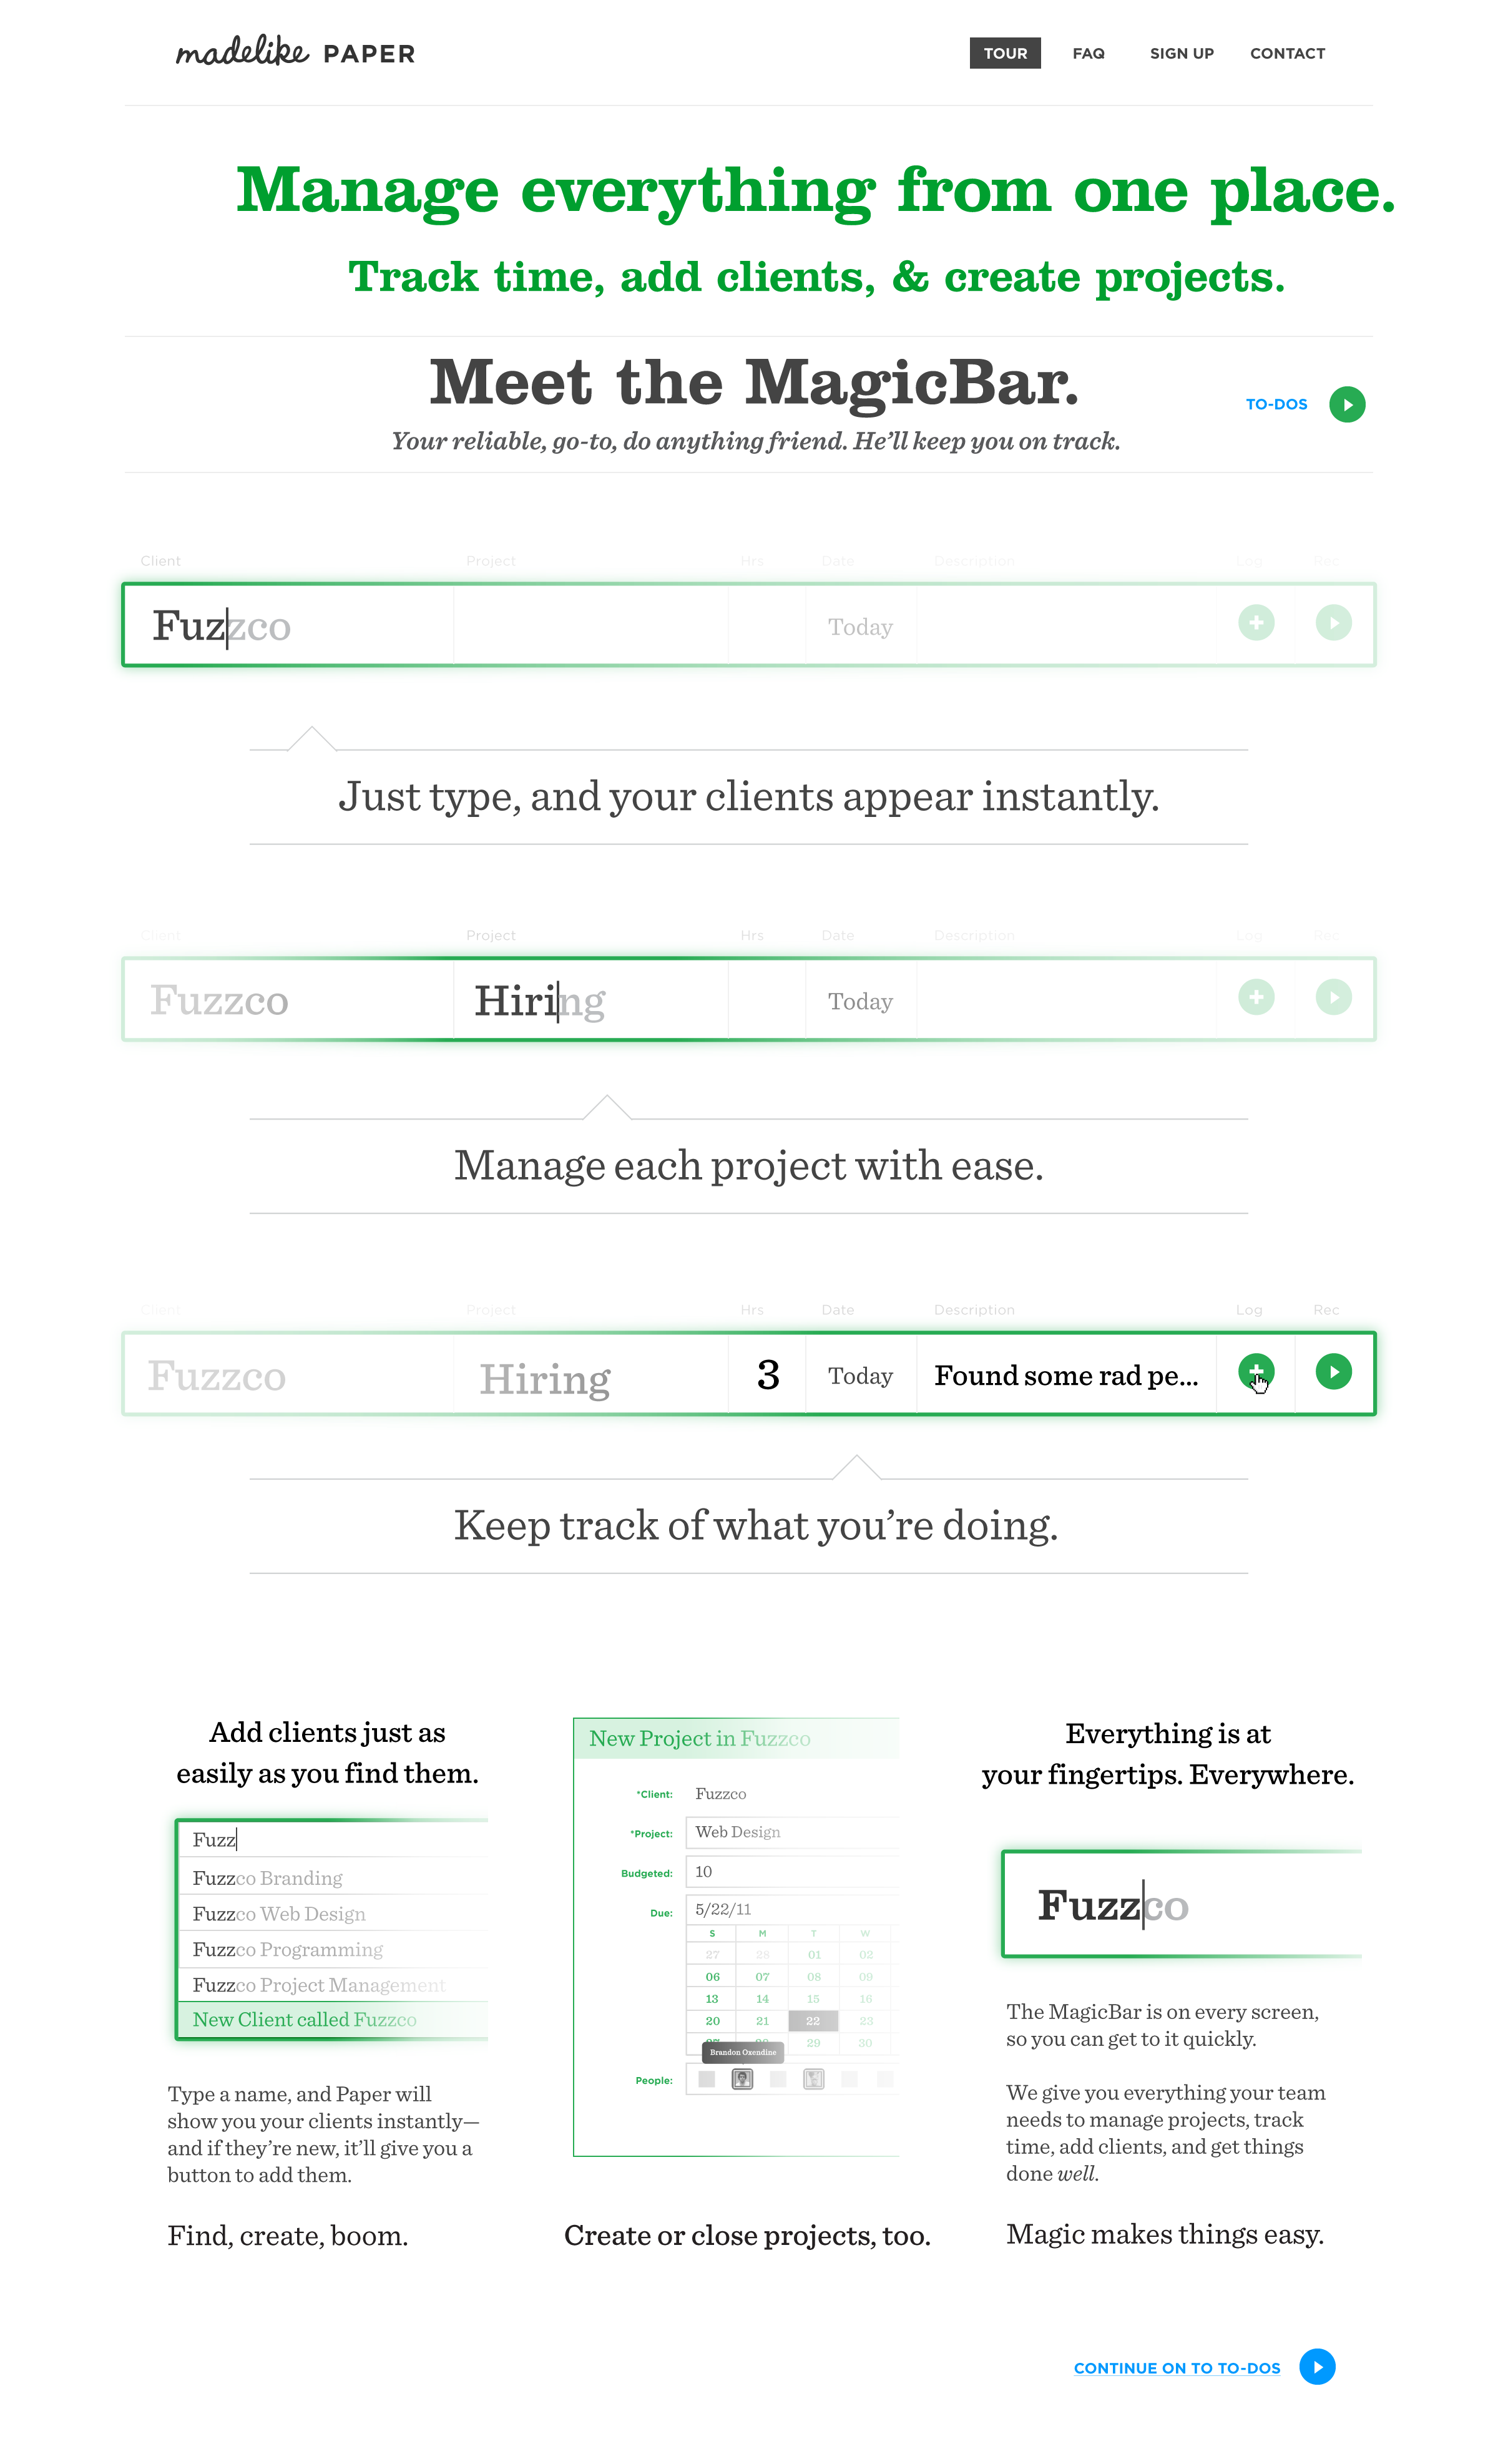 madelike PAPER
TOUR FAQ SIGN UP CONTACT
Manage everything from one place.
Track time, add clients, & create projects.
Meet the MagicBar.
TO-DOS
Your reliable, go-to, do anything friend. He’ll keep you on track.
Client Project Hrs Date Description Log Rec
Fuzzco Today
Just type, and your clients appear instantly.
Client Project Hrs Date Description Log Rec
Fuzzco Hiring Today
Manage each project with ease.
Client Project Hrs Date Description Log Rec
Fuzzco Hiring 3 Today Found some rad pe...
Keep track of what you’re doing.
Add clients just as
easily as you find them.
Fuzz
Fuzzco Branding
Fuzzco Web Design
Fuzzco Programming
Fuzzco Project Management
New Client called Fuzzco
Type a name, and Paper will
show you your clients instantly—
and if they’re new, it’ll give you a
button to add them.
Find, create, boom.
New Project in Fuzzco
*Client: Fuzzco
*Project: Web Design
Budgeted: 10
Due: 5/22/11
S M T W
27 28 01 02
06 07 08 09
13 14 15 16
20 21 22 23
29 30
Brandon Oxendine
People:
Create or close projects, too.
Everything is at
your fingertips. Everywhere.
Fuzzco
The MagicBar is on every screen,
so you can get to it quickly.
We give you everything your team
needs to manage projects, track
time, add clients, and get things
done well.
Magic makes things easy.
CONTINUE ON TO TO-DOS